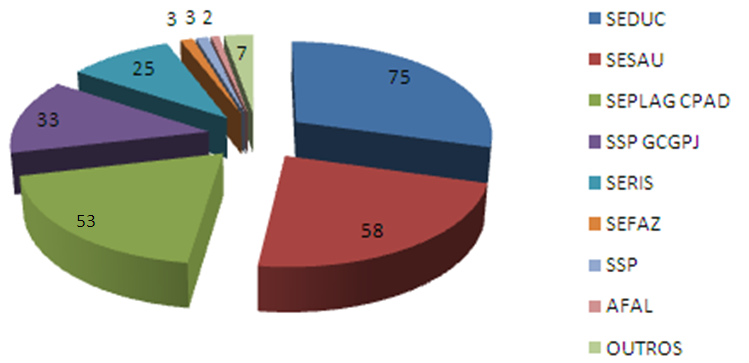 3 3 2
7
25
75
33
53
58
SEDUC
SESAU
SEPLAG CPAD
SSP GCGPJ
SERIS
SEFAZ
SSP
AFAL
OUTROS